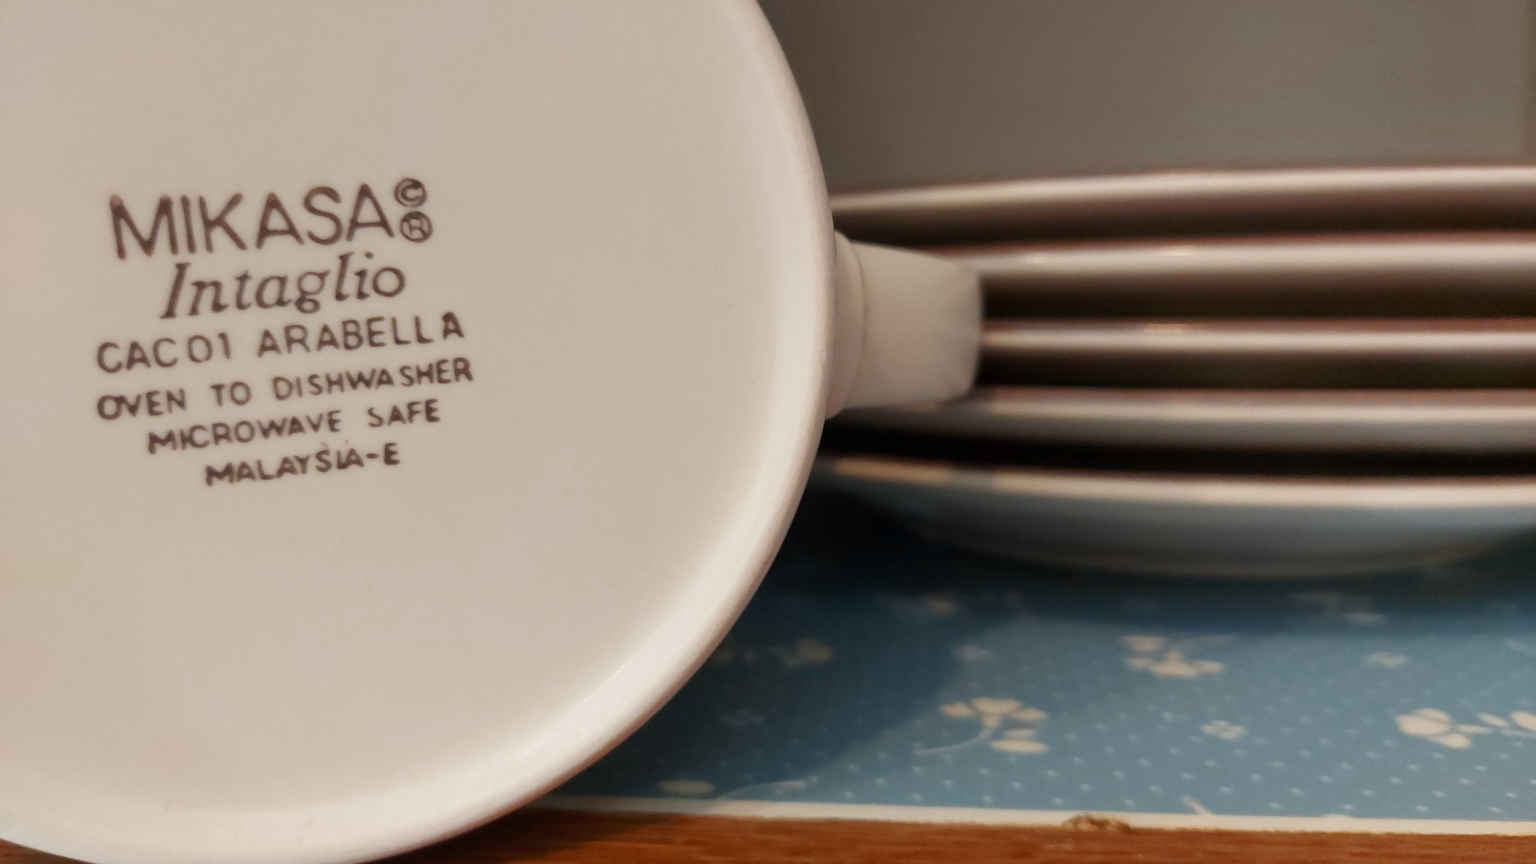 MIKASA©®
Intaglio
CAC01 ARABELLA
OVEN TO DISHWASHER
MICROWAVE SAFE
MALAYSIA-E